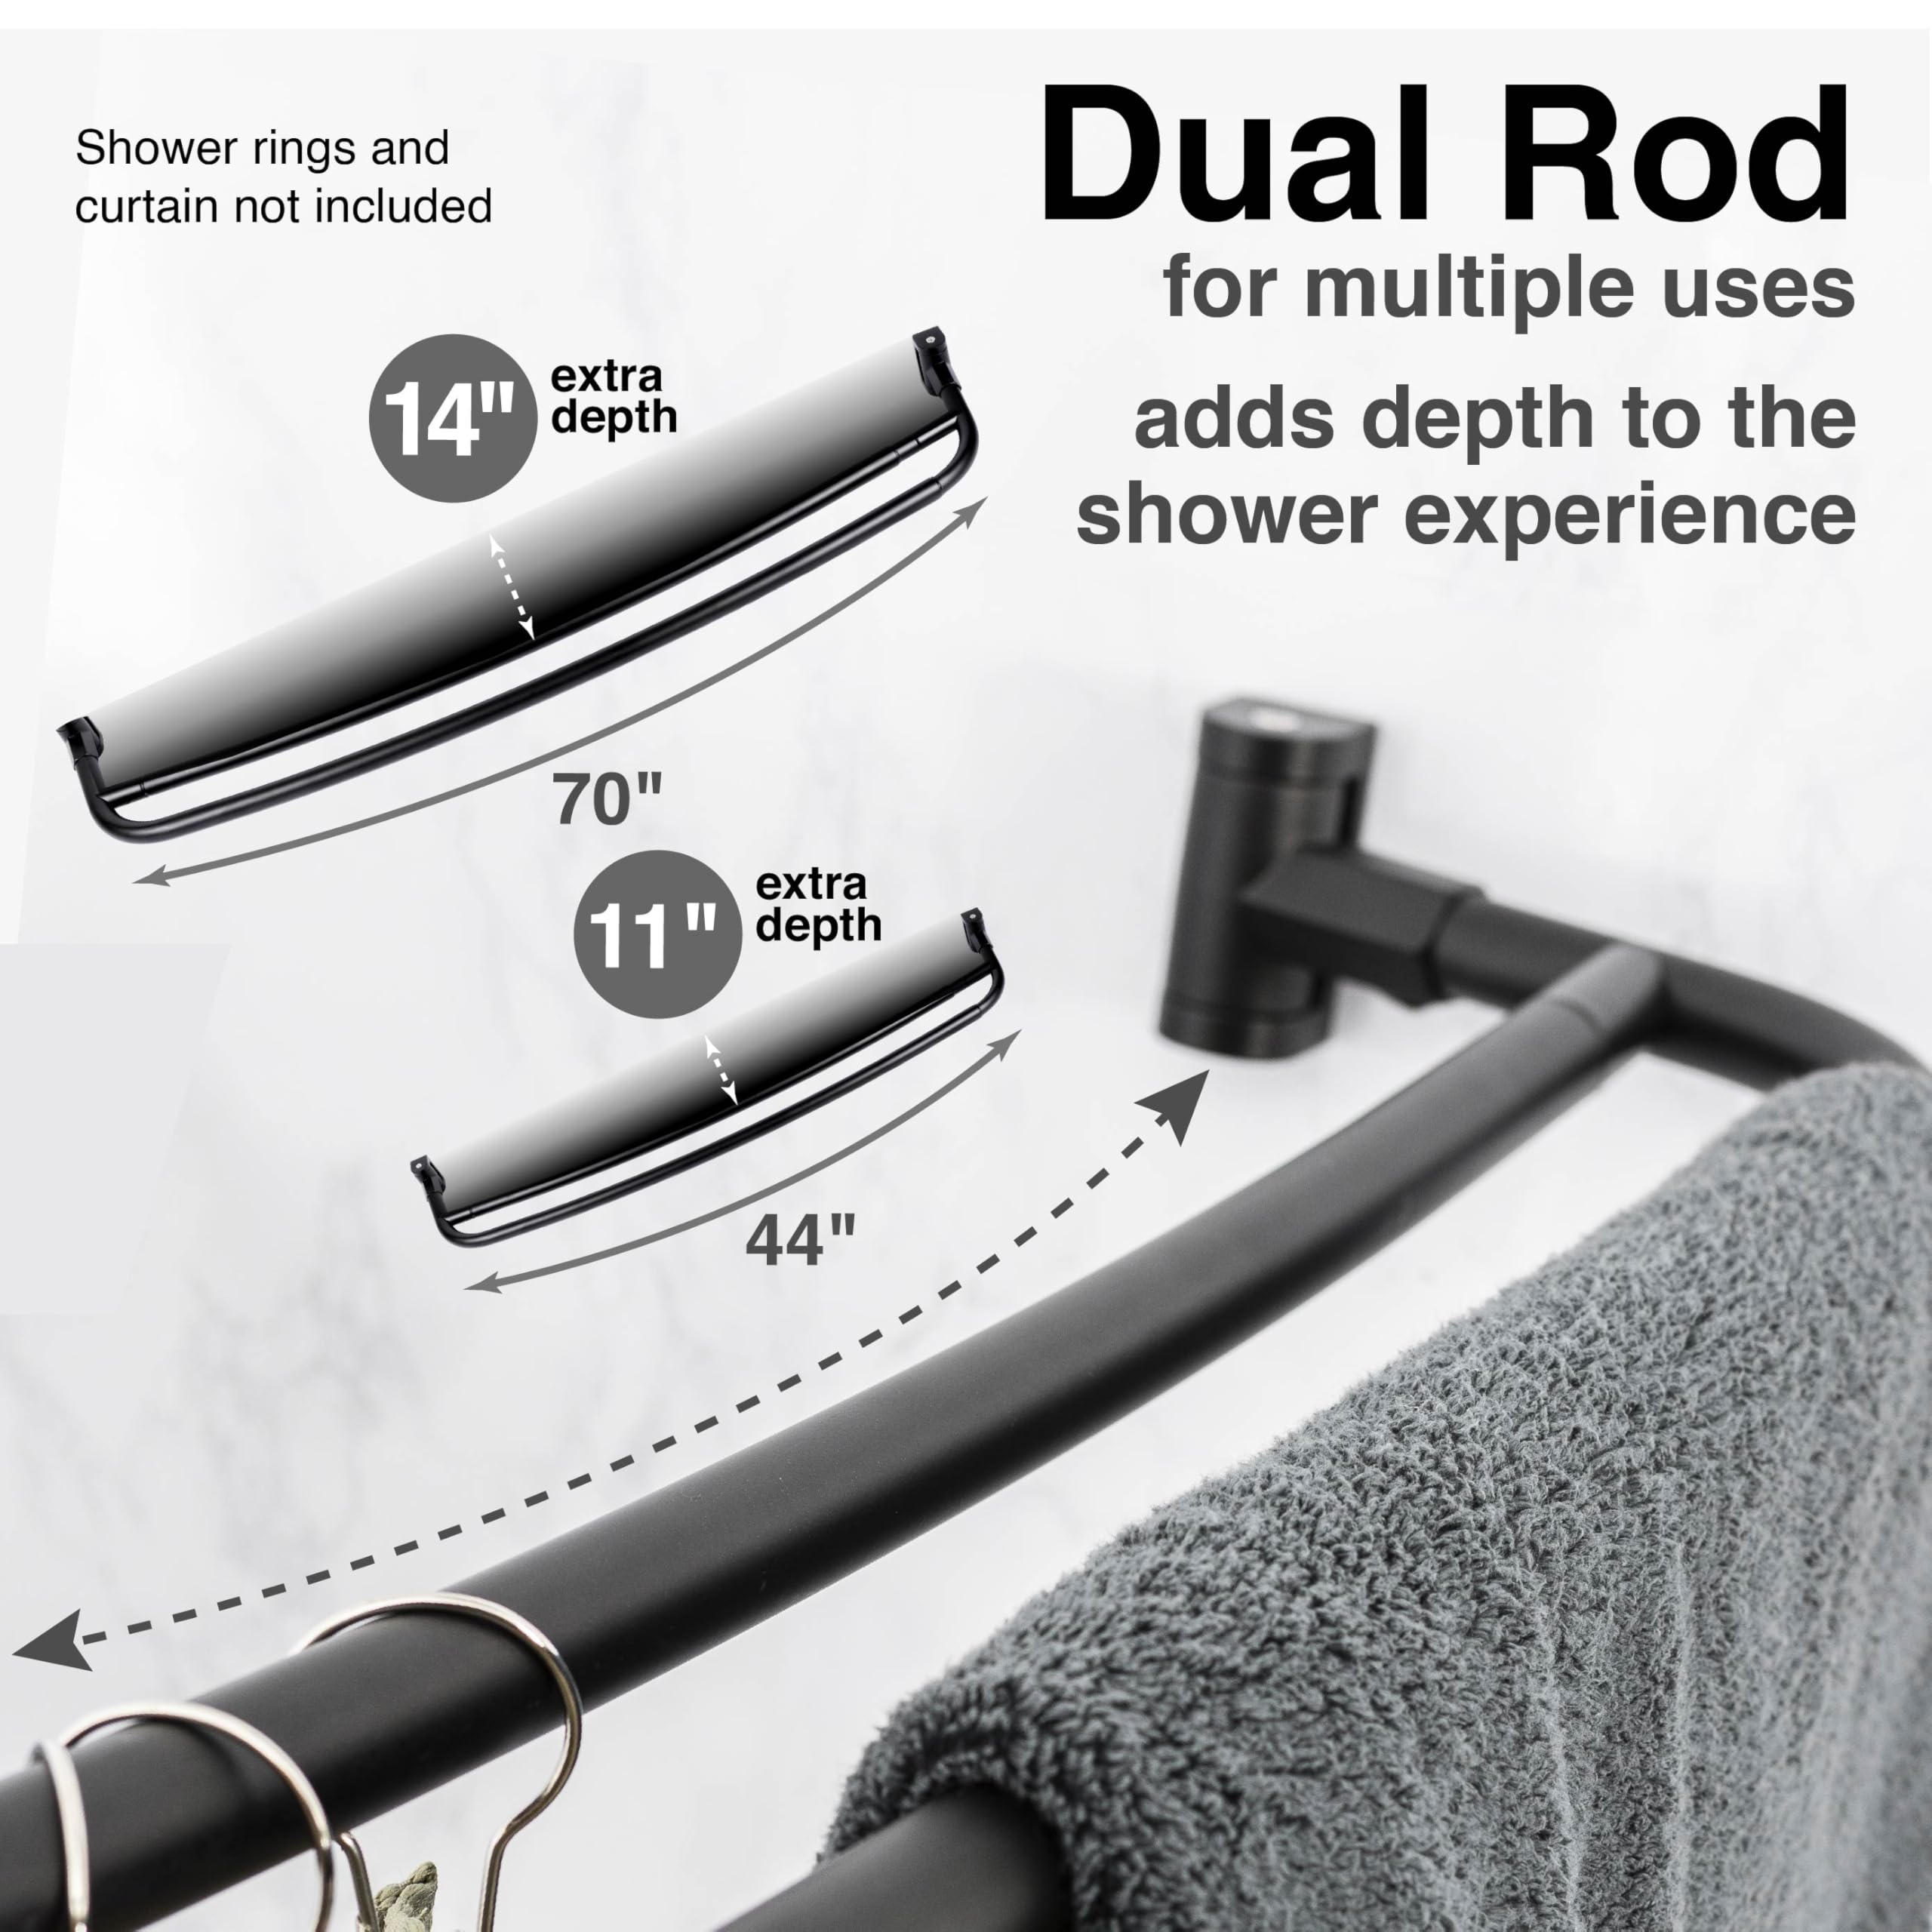 Shower rings and
curtain not included
Dual Rod
for multiple uses
adds depth to the
shower experience
14"
extra
depth
70"
11"
extra
depth
44"